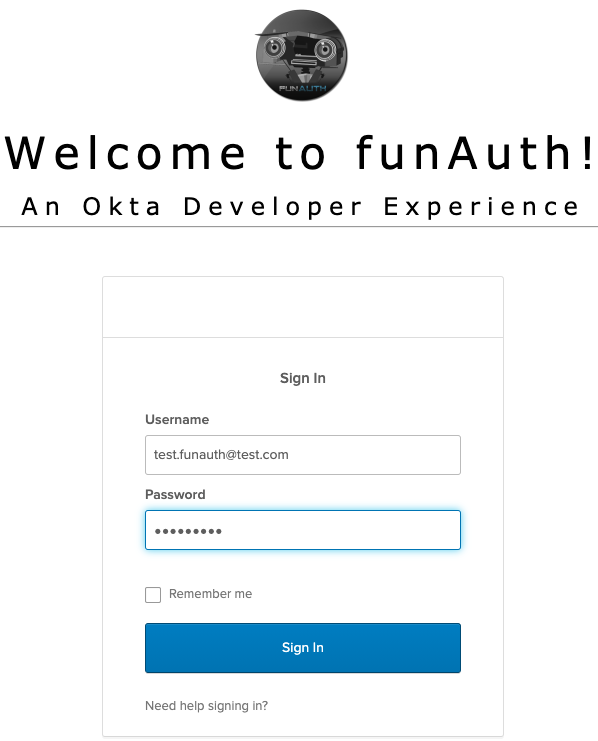 FUNAUTH
Welcome to funAuth!
An Okta Developer Experience
Sign In
Username
test.funauth@test.com
Password
•••••••••
Remember me
Sign In
Need help signing in?